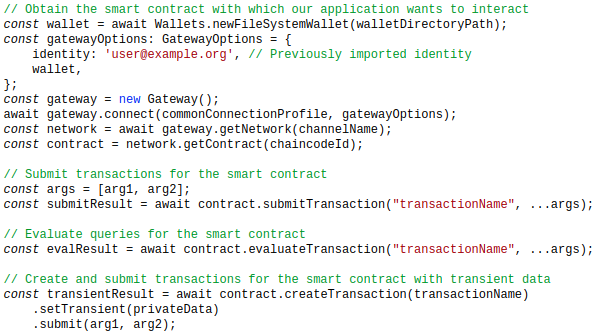 // Obtain the smart contract with which our application wants to interact
const wallet = await Wallets.newFileSystemWallet(walletDirectoryPath);
const gatewayOptions: GatewayOptions = {
    identity: 'user@example.org', // Previously imported identity
    wallet,
};
const gateway = new Gateway();
await gateway.connect(commonConnectionProfile, gatewayOptions);
const network = await gateway.getNetwork(channelName);
const contract = network.getContract(chaincodeId);

// Submit transactions for the smart contract
const args = [arg1, arg2];
const submitResult = await contract.submitTransaction("transactionName", ...args);

// Evaluate queries for the smart contract
const evalResult = await contract.evaluateTransaction("transactionName", ...args);

// Create and submit transactions for the smart contract with transient data
const transientResult = await contract.createTransaction(transactionName)
    .setTransient(privateData)
    .submit(arg1, arg2);